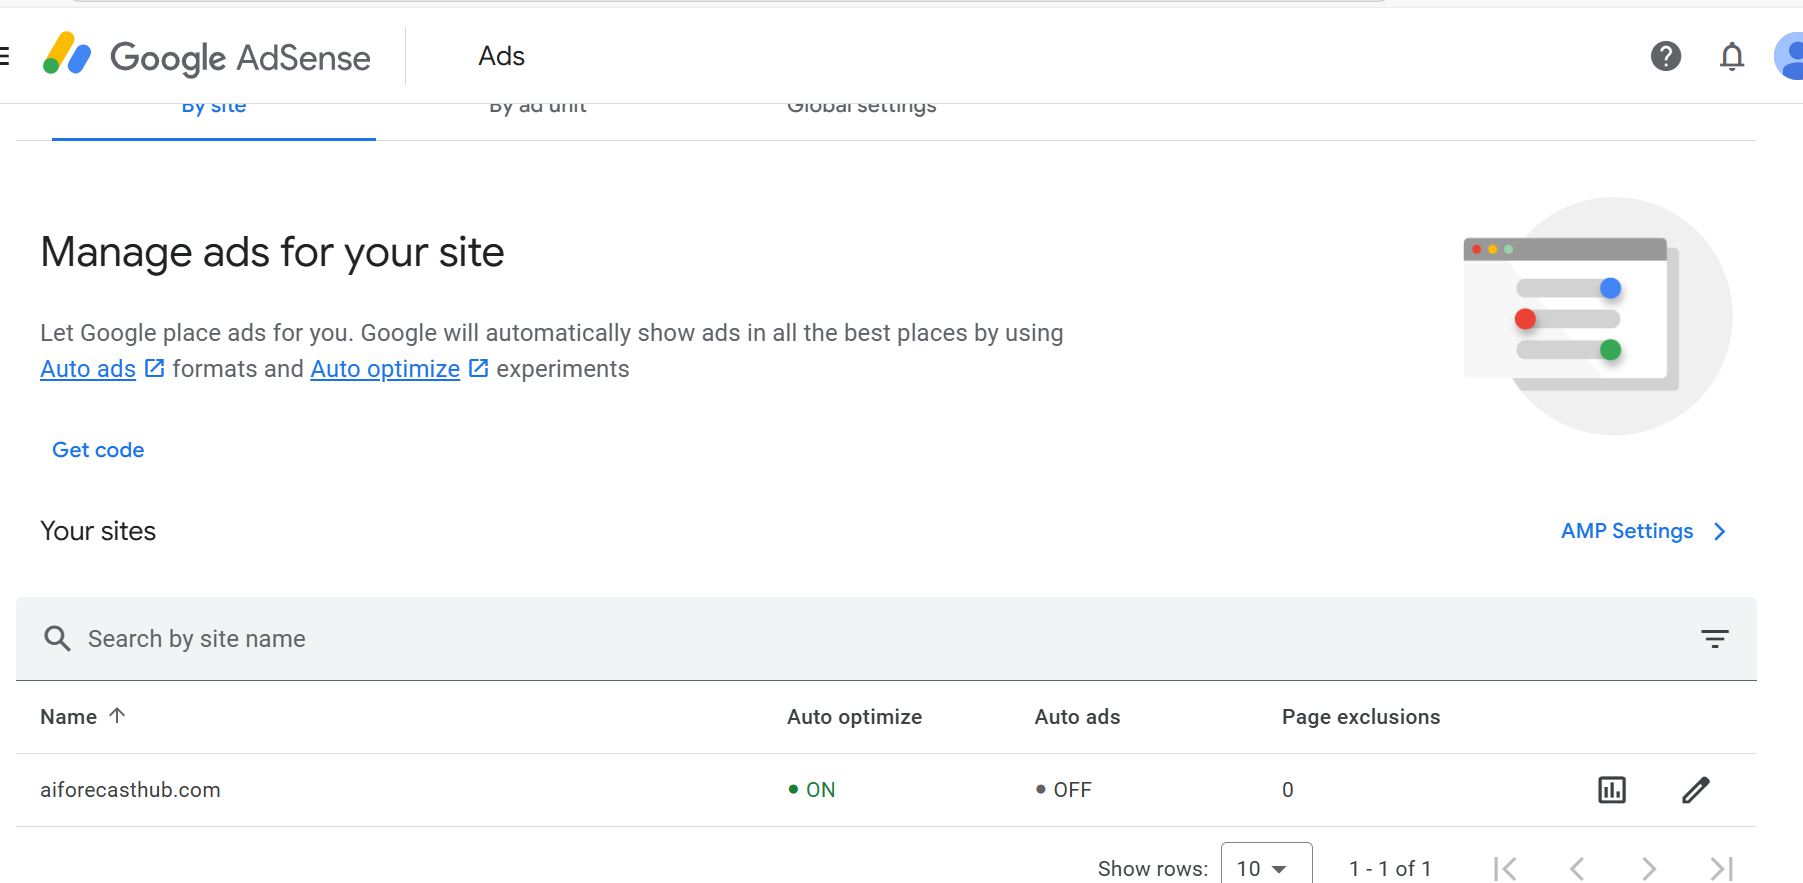 Google AdSense
Ads
By site
By ad unit
Global settings
Manage ads for your site
Let Google place ads for you. Google will automatically show ads in all the best places by using
Auto ads formats and Auto optimize experiments
Get code
Your sites
AMP Settings
Search by site name
Name Auto optimize Auto ads Page exclusions
aiforecasthub.com ON OFF 0
Show rows: 10 1 - 1 of 1